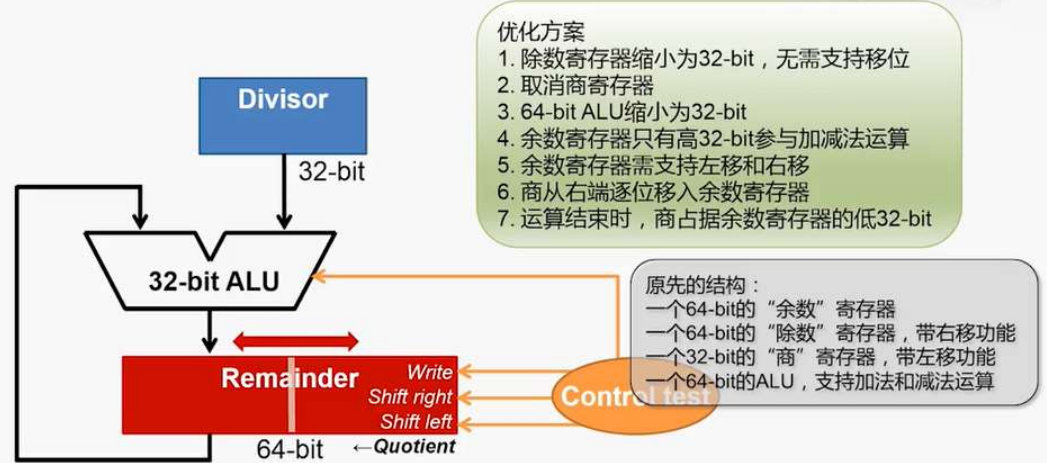 优化方案
1. 除数寄存器缩小为32-bit，无需支持移位
2. 取消商寄存器
3. 64-bit ALU缩小为32-bit
4. 余数寄存器只有高32-bit参与加减法运算
5. 余数寄存器需支持左移和右移
6. 商从右端逐位移入余数寄存器
7. 运算结束时，商占据余数寄存器的低32-bit
Divisor
32-bit
32-bit ALU
原先的结构：
一个64-bit的“余数”寄存器
一个64-bit的“除数”寄存器，带右移功能
一个32-bit的“商”寄存器，带左移功能
一个64-bit的ALU，支持加法和减法运算
Remainder
Write
Shift right
Shift left
Control test
64-bit
←Quotient